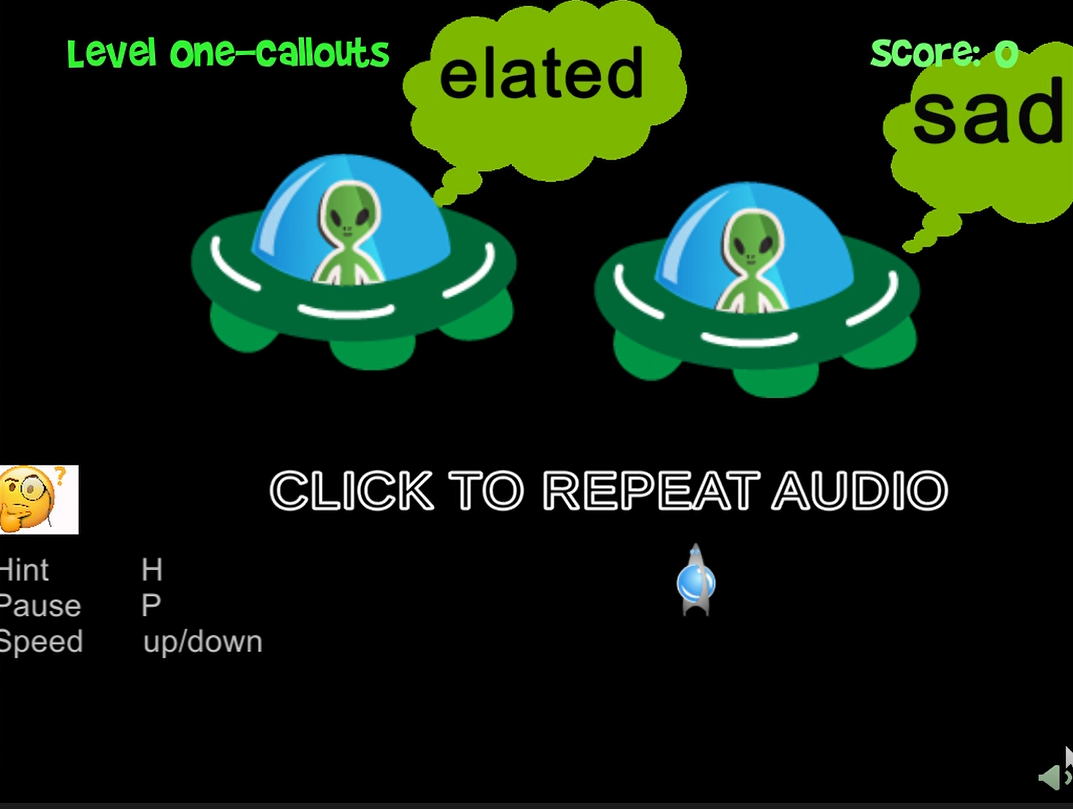 Level One-Callouts
Score: 0
elated
sad
CLICK TO REPEAT AUDIO
?
Hint H
Pause P
Speed up/down